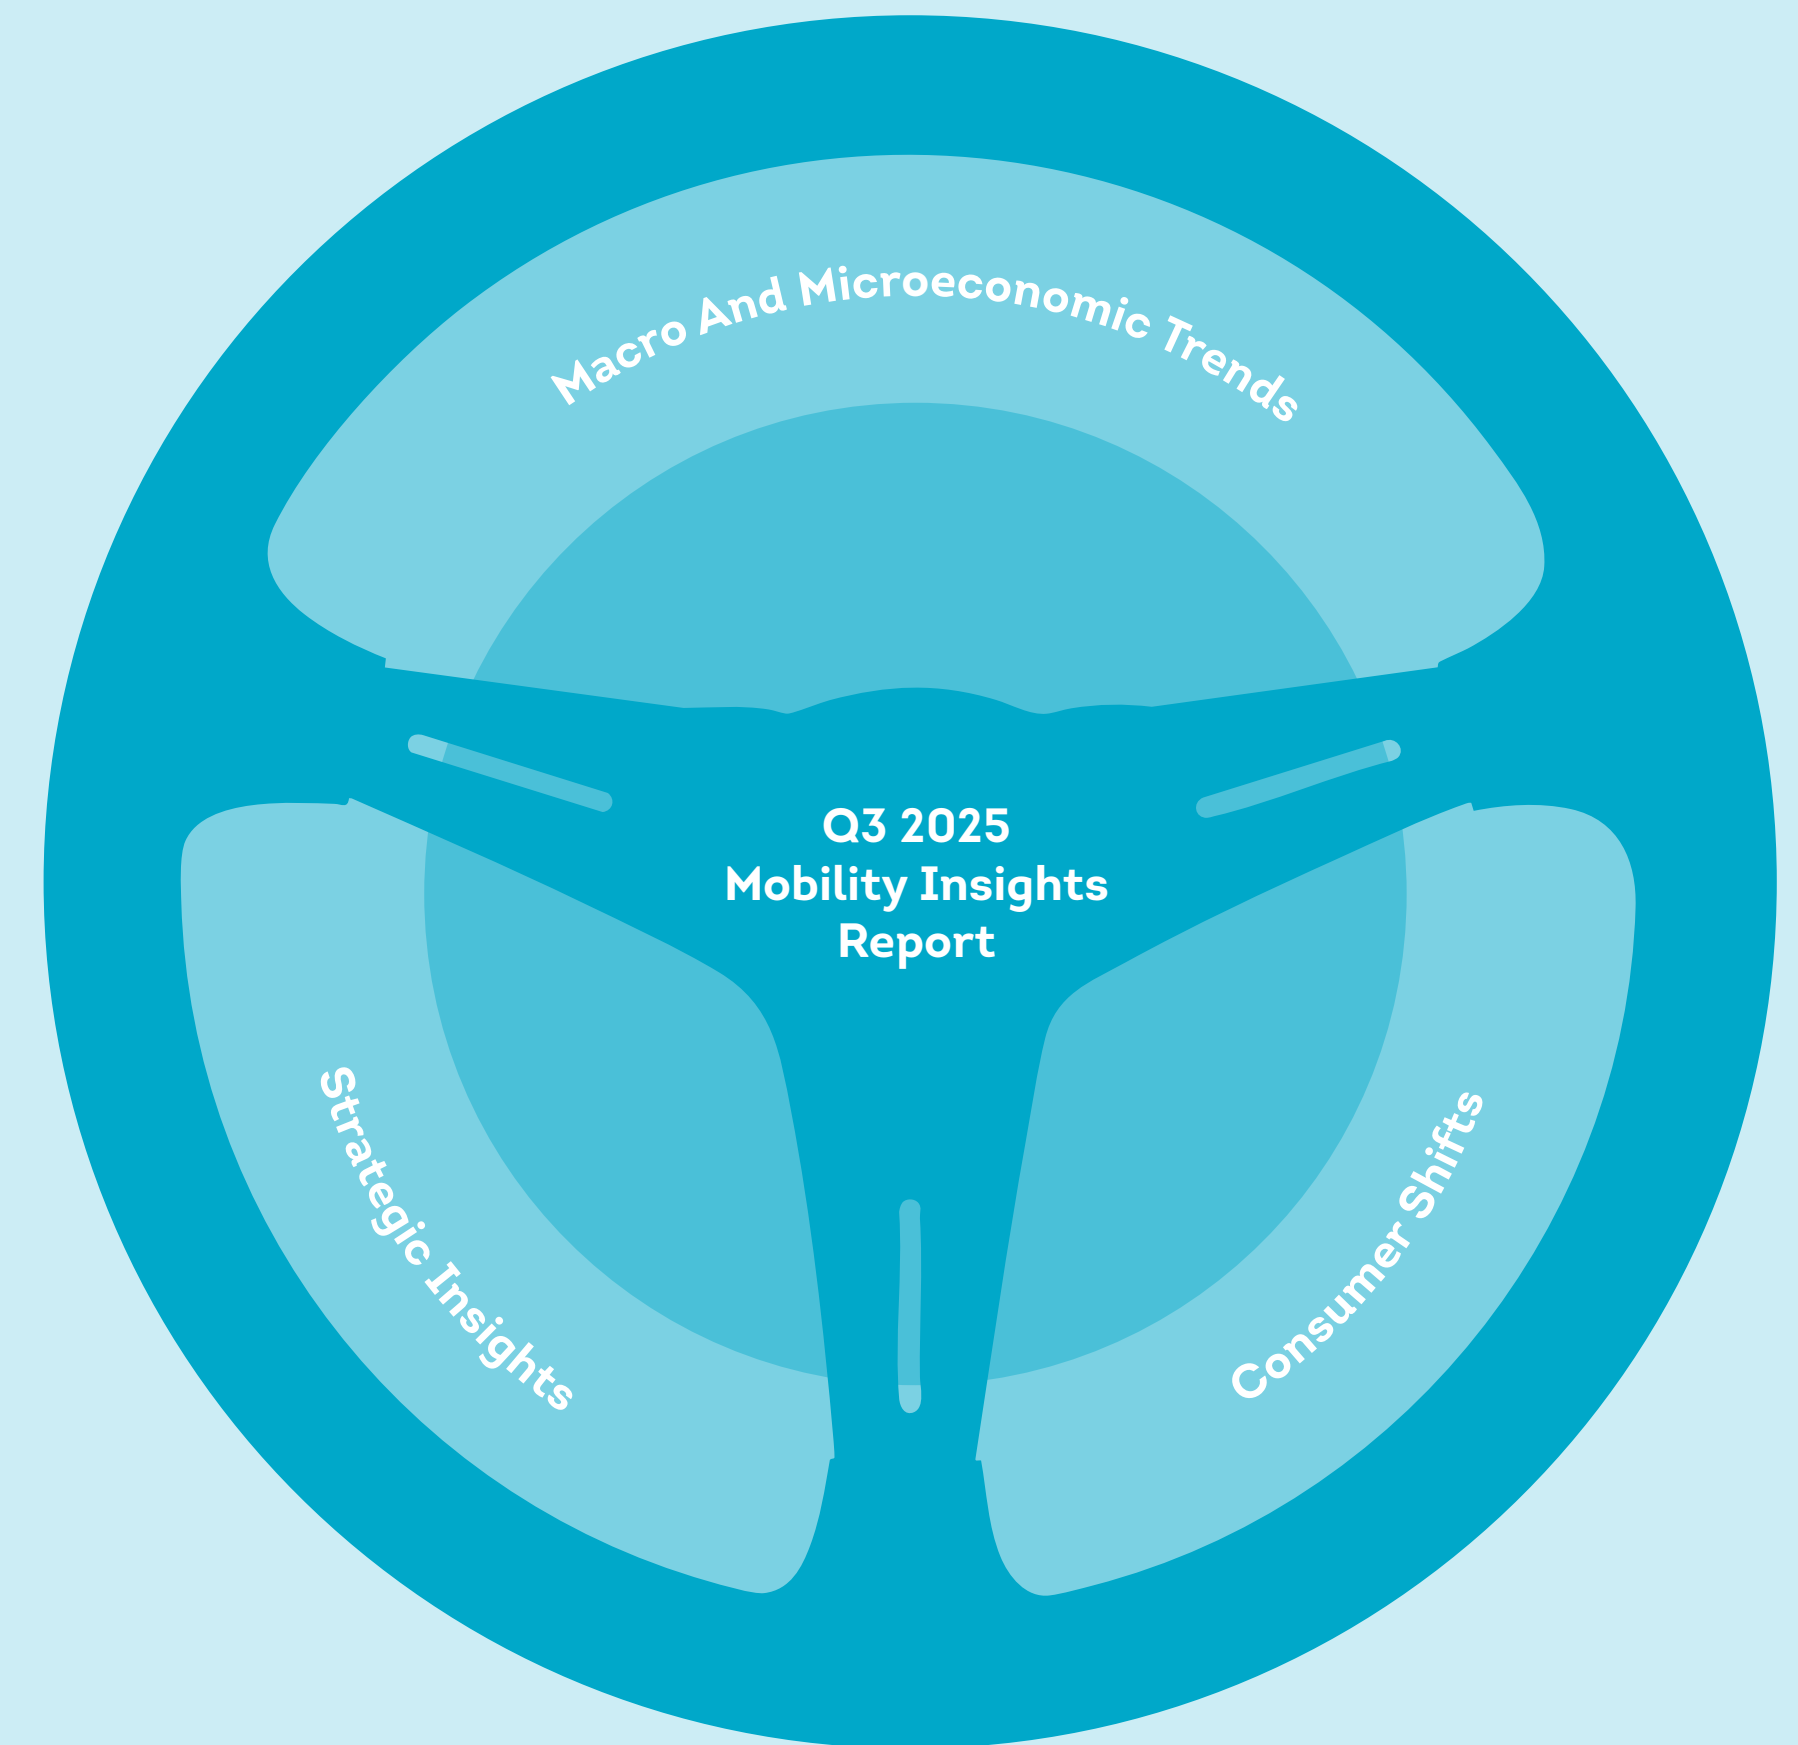 Macro And Microeconomic Trends
Q3 2025
Mobility Insights
Report
Strategic Insights
Consumer Shifts